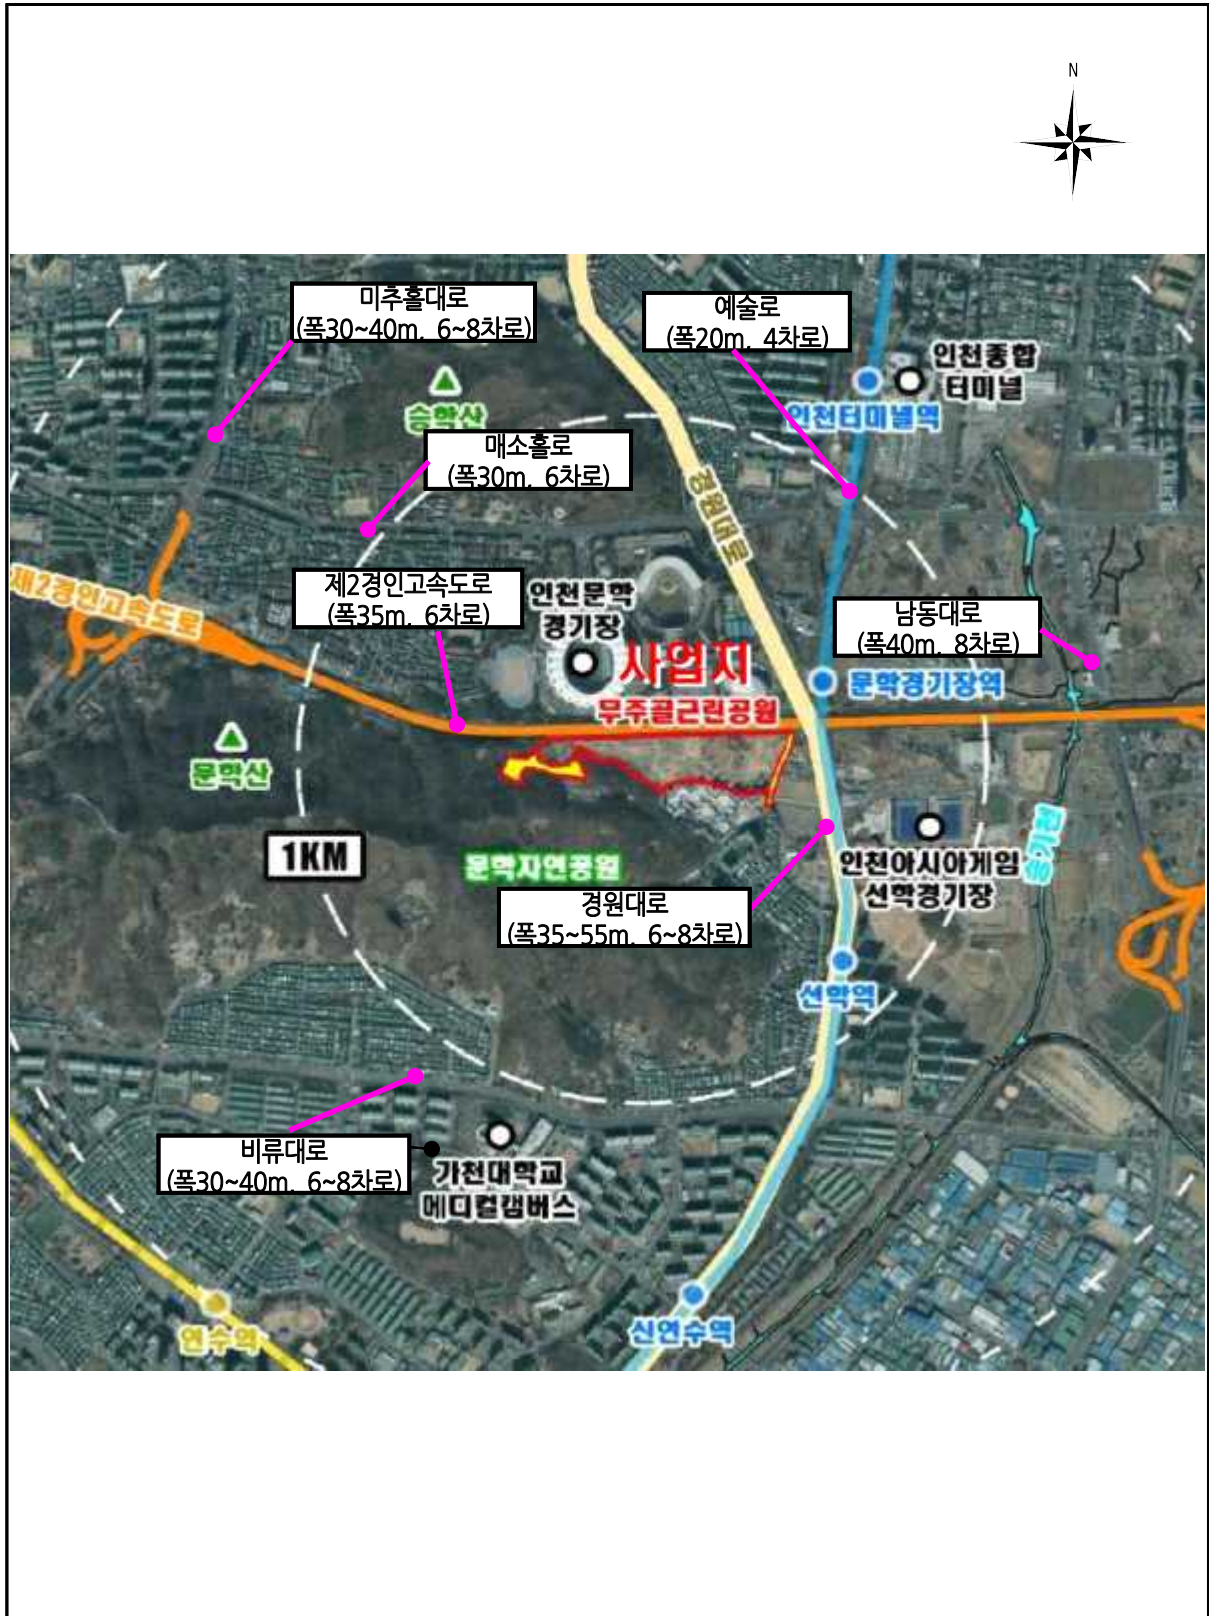 N
미추홀대로
(폭30~40m, 6~8차로)
예술로
(폭20m, 4차로)
인천종합
터미널
인천터미널역
승학산
매소홀로
(폭30m, 6차로)
경원대로
제2경인고속도로
제2경인고속도로
(폭35m, 6차로)
인천문학
경기장
남동대로
(폭40m, 8차로)
사업지
무주골근린공원
문학경기장역
문학산
1KM
문학자연공원
승기천
인천아시아게임
선학경기장
경원대로
(폭35~55m, 6~8차로)
선학역
비류대로
(폭30~40m, 6~8차로)
가천대학교
메디컬캠버스
연수역
신연수역